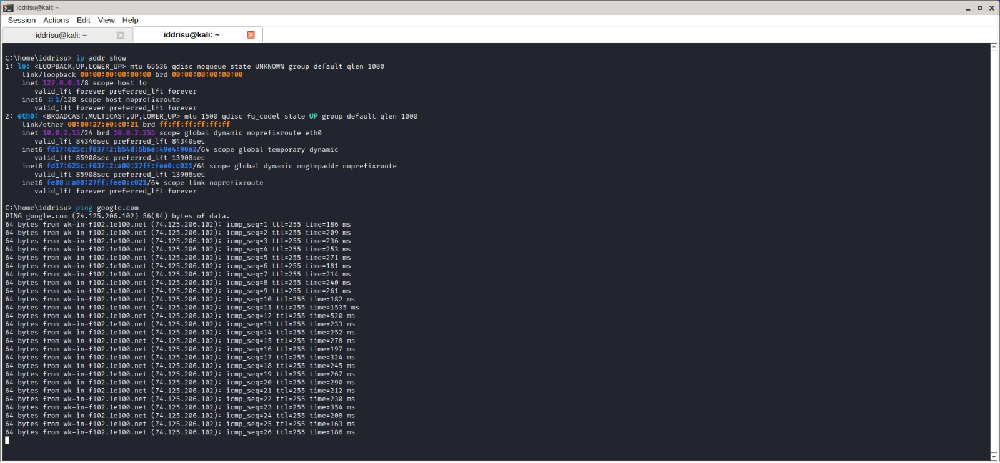 iddrisu@kali: ~
Session Actions Edit View Help
iddrisu@kali: ~ iddrisu@kali: ~
C:\home\iddrisu> ip addr show
1: lo: <LOOPBACK,UP,LOWER_UP> mtu 65536 qdisc noqueue state UNKNOWN group default qlen 1000
    link/loopback 00:00:00:00:00:00 brd 00:00:00:00:00:00
    inet 127.0.0.1/8 scope host lo
       valid_lft forever preferred_lft forever
    inet6 ::1/128 scope host noprefixroute
       valid_lft forever preferred_lft forever
2: eth0: <BROADCAST,MULTICAST,UP,LOWER_UP> mtu 1500 qdisc fq_codel state UP group default qlen 1000
    link/ether 08:00:27:e0:c0:21 brd ff:ff:ff:ff:ff:ff
    inet 10.0.2.15/24 brd 10.0.2.255 scope global dynamic noprefixroute eth0
       valid_lft 84340sec preferred_lft 84340sec
    inet6 fd17:625c:f037:2:b54d:5b6e:49e4:90a2/64 scope global temporary dynamic
       valid_lft 85908sec preferred_lft 13908sec
    inet6 fd17:625c:f037:2:a00:27ff:fee0:c021/64 scope global dynamic mngtmpaddr noprefixroute
       valid_lft 85908sec preferred_lft 13908sec
    inet6 fe80::a00:27ff:fee0:c021/64 scope link noprefixroute
       valid_lft forever preferred_lft forever
C:\home\iddrisu> ping google.com
PING google.com (74.125.206.102) 56(84) bytes of data.
64 bytes from wk-in-f102.1e100.net (74.125.206.102): icmp_seq=1 ttl=255 time=186 ms
64 bytes from wk-in-f102.1e100.net (74.125.206.102): icmp_seq=2 ttl=255 time=209 ms
64 bytes from wk-in-f102.1e100.net (74.125.206.102): icmp_seq=3 ttl=255 time=236 ms
64 bytes from wk-in-f102.1e100.net (74.125.206.102): icmp_seq=4 ttl=255 time=253 ms
64 bytes from wk-in-f102.1e100.net (74.125.206.102): icmp_seq=5 ttl=255 time=271 ms
64 bytes from wk-in-f102.1e100.net (74.125.206.102): icmp_seq=6 ttl=255 time=181 ms
64 bytes from wk-in-f102.1e100.net (74.125.206.102): icmp_seq=7 ttl=255 time=214 ms
64 bytes from wk-in-f102.1e100.net (74.125.206.102): icmp_seq=8 ttl=255 time=240 ms
64 bytes from wk-in-f102.1e100.net (74.125.206.102): icmp_seq=9 ttl=255 time=261 ms
64 bytes from wk-in-f102.1e100.net (74.125.206.102): icmp_seq=10 ttl=255 time=182 ms
64 bytes from wk-in-f102.1e100.net (74.125.206.102): icmp_seq=11 ttl=255 time=1535 ms
64 bytes from wk-in-f102.1e100.net (74.125.206.102): icmp_seq=12 ttl=255 time=520 ms
64 bytes from wk-in-f102.1e100.net (74.125.206.102): icmp_seq=13 ttl=255 time=233 ms
64 bytes from wk-in-f102.1e100.net (74.125.206.102): icmp_seq=14 ttl=255 time=252 ms
64 bytes from wk-in-f102.1e100.net (74.125.206.102): icmp_seq=15 ttl=255 time=278 ms
64 bytes from wk-in-f102.1e100.net (74.125.206.102): icmp_seq=16 ttl=255 time=197 ms
64 bytes from wk-in-f102.1e100.net (74.125.206.102): icmp_seq=17 ttl=255 time=324 ms
64 bytes from wk-in-f102.1e100.net (74.125.206.102): icmp_seq=18 ttl=255 time=245 ms
64 bytes from wk-in-f102.1e100.net (74.125.206.102): icmp_seq=19 ttl=255 time=267 ms
64 bytes from wk-in-f102.1e100.net (74.125.206.102): icmp_seq=20 ttl=255 time=290 ms
64 bytes from wk-in-f102.1e100.net (74.125.206.102): icmp_seq=21 ttl=255 time=212 ms
64 bytes from wk-in-f102.1e100.net (74.125.206.102): icmp_seq=22 ttl=255 time=230 ms
64 bytes from wk-in-f102.1e100.net (74.125.206.102): icmp_seq=23 ttl=255 time=354 ms
64 bytes from wk-in-f102.1e100.net (74.125.206.102): icmp_seq=24 ttl=255 time=208 ms
64 bytes from wk-in-f102.1e100.net (74.125.206.102): icmp_seq=25 ttl=255 time=163 ms
64 bytes from wk-in-f102.1e100.net (74.125.206.102): icmp_seq=26 ttl=255 time=186 ms